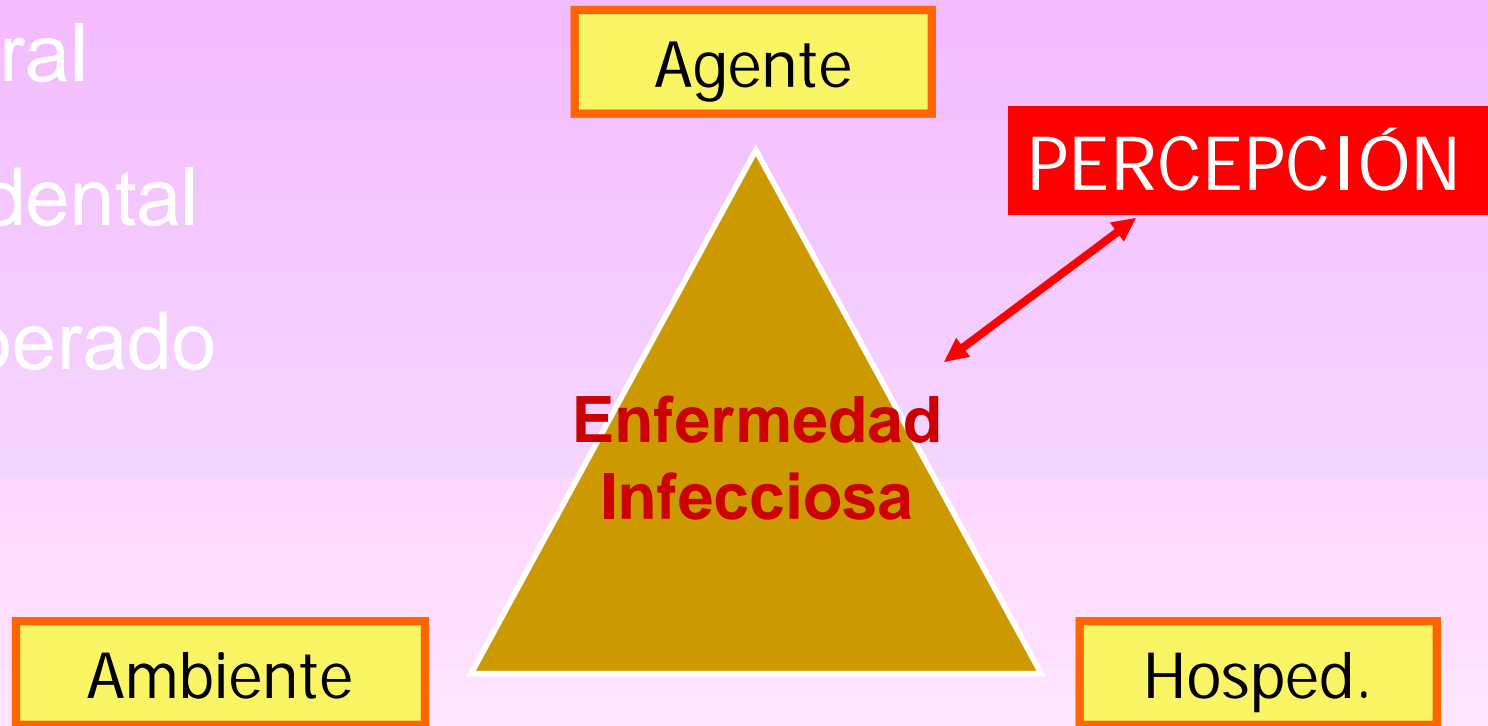 ral
Agente
PERCEPCIÓN
dental
perado
Enfermedad
Infecciosa
Ambiente
Hosped.